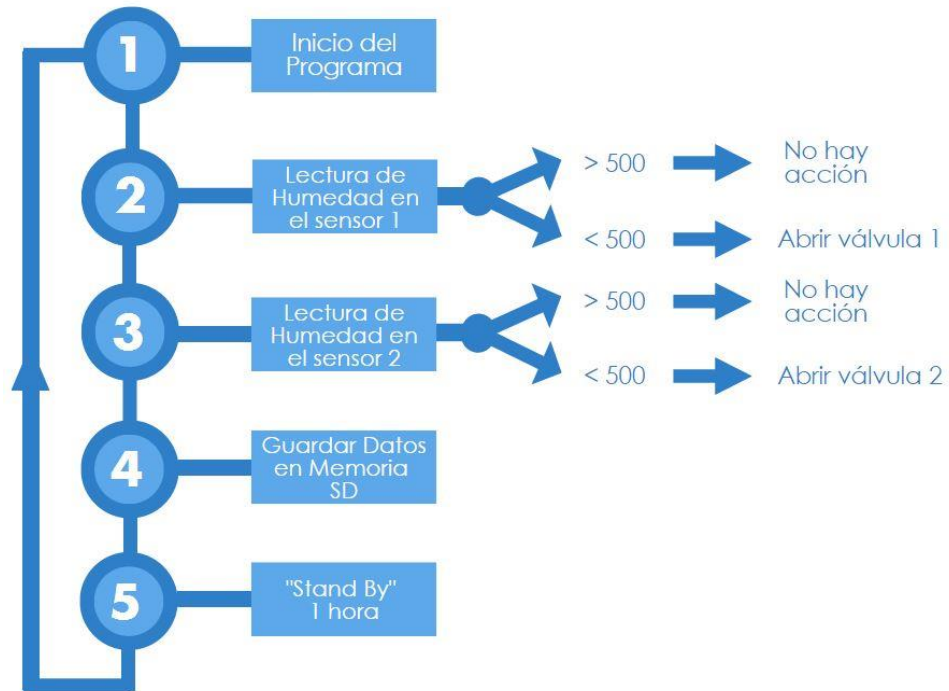 1
Inicio del
Programa
2
Lectura de
Humedad en
el sensor 1
> 500
No hay
acción
< 500
Abrir válvula 1
3
Lectura de
Humedad en
el sensor 2
> 500
No hay
acción
< 500
Abrir válvula 2
4
Guardar Datos
en Memoria
SD
5
"Stand By"
1 hora